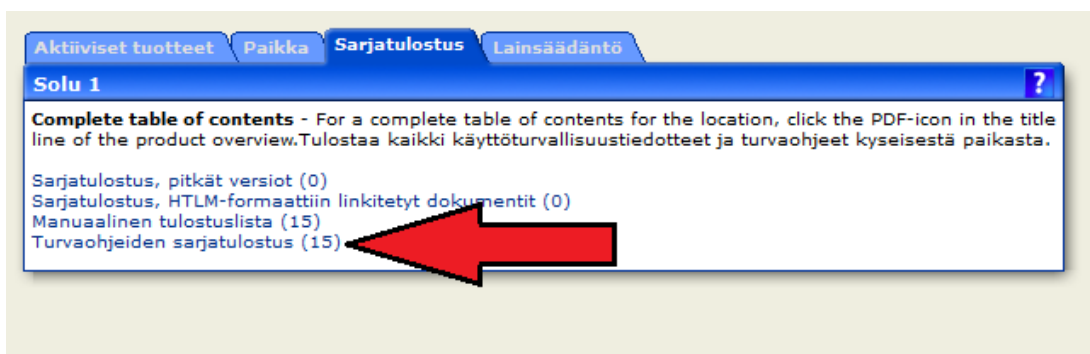 Aktiiviset tuotteet Paikka Sarjatulostus Lainsäädäntö
Solu 1 ?
Complete table of contents - For a complete table of contents for the location, click the PDF-icon in the title
line of the product overview.Tulostaa kaikki käyttöturvallisuustiedotteet ja turvaohjeet kyseisestä paikasta.
Sarjatulostus, pitkät versiot (0)
Sarjatulostus, HTLM-formaattiin linkitetyt dokumentit (0)
Manuaalinen tulostuslista (15)
Turvaohjeiden sarjatulostus (15)